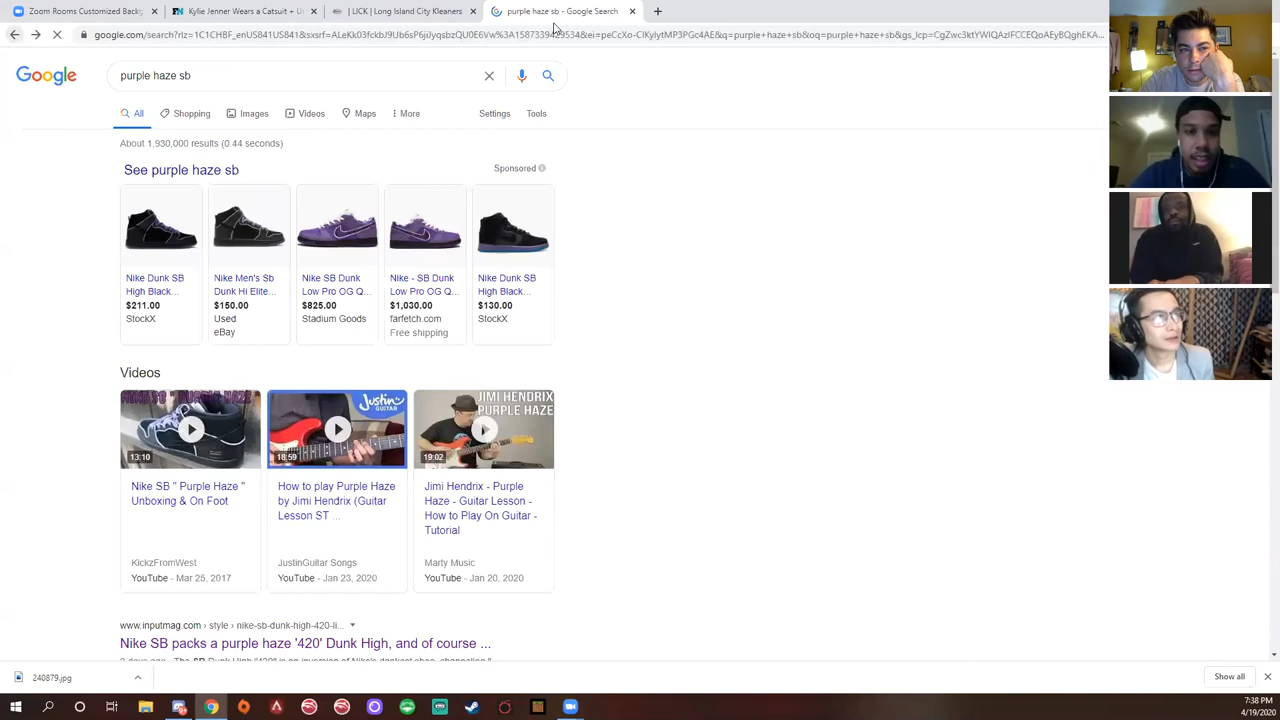 Zoom Rooms Customized Backg
Kylie Jenner Wears a Catsuit + U
| LICK | Long Island City Kleaners
purple haze sb - Google Search
Google
purple haze sb
All
Shopping
Images
Videos
Maps
More
Settings
Tools
About 1,930,000 results (0.44 seconds)
See purple haze sb
Sponsored
Nike Dunk SB
High Black...
$211.00
StockX
Nike Men's Sb
Dunk Hi Elite...
$150.00
Used
eBay
Nike SB Dunk
Low Pro OG Q...
$825.00
Stadium Goods
Nike - SB Dunk
Low Pro OG Q...
$1,030.00
farfetch.com
Free shipping
Nike Dunk SB
High Black...
$130.00
StockX
Videos
NIKE SB " PURPLE" HAZE
13:10
Nike SB " Purple Haze "
Unboxing & On Foot
KickzFromWest
YouTube - Mar 25, 2017
Justin
GUITAR
18:59
How to play Purple Haze
by Jimi Hendrix (Guitar
Lesson ST ...
JustinGuitar Songs
YouTube - Jan 23, 2020
JIMI HENDRIX
PURPLE HAZE
19:02
Jimi Hendrix - Purple
Haze - Guitar Lesson -
How to Play On Guitar -
Tutorial
Marty Music
YouTube - Jan 20, 2020
www.inputmag.com › style › nike-sb-dunk-high-420-li...
Nike SB packs a purple haze '420' Dunk High, and of course ...
240879.jpg
Show all
7:38 PM
4/19/2020